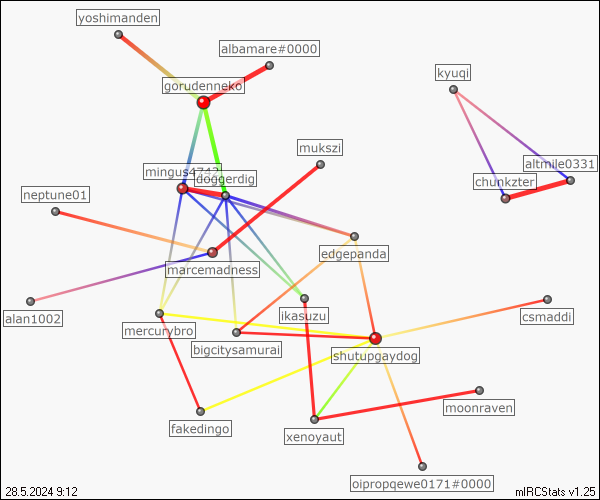 yoshimanden
albamare#0000
gorudenneko
kyuqi
mukszi
mingus4742
doggerdig
altmile0331
chunkzter
neptune01
edgepanda
marcemadness
alan1002
ikasuzu
csmaddi
mercurybro
bigcitysamurai
shutupgaydog
moonraven
fakedingo
xenoyaut
oipropqewe0171#0000
28.5.2024 9:12
mIRCStats v1.25